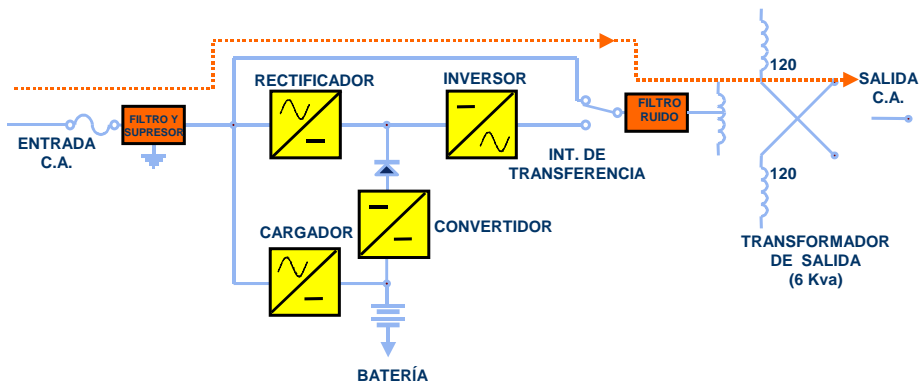 120
SALIDA
C.A.
RECTIFICADOR
INVERSOR
FILTRO Y
SUPRESOR
FILTRO
RUIDO
ENTRADA
C.A.
INT. DE
TRANSFERENCIA
120
CARGADOR
CONVERTIDOR
TRANSFORMADOR
DE SALIDA
(6 Kva)
BATERÍA